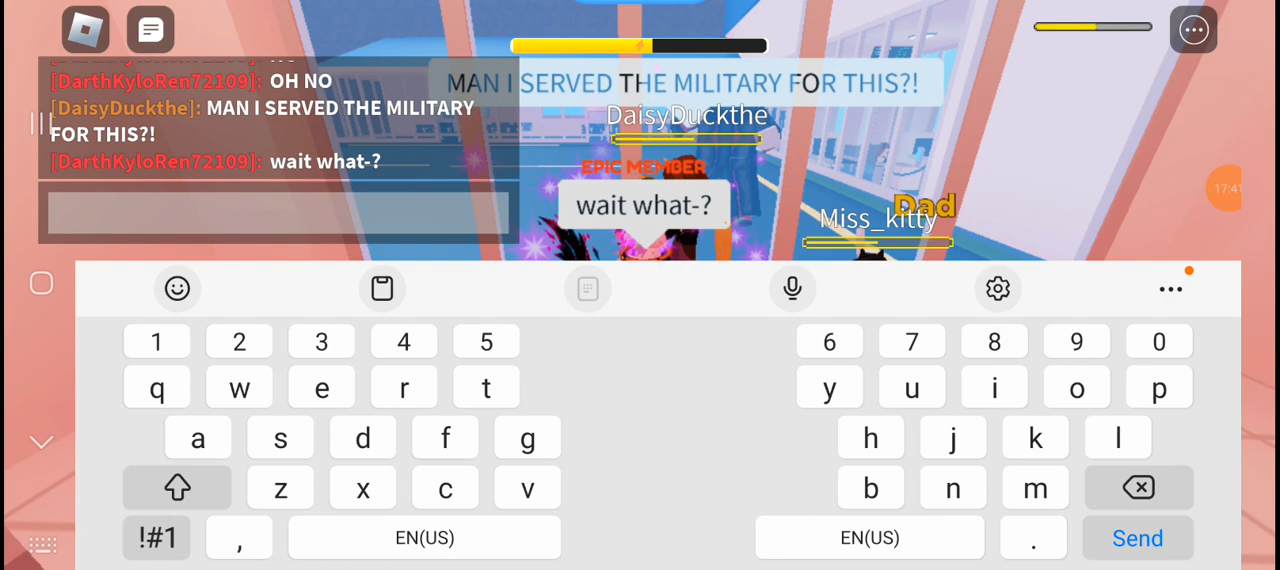 [DarthKyloRen72109]:
[DarthKyloRen72109]: OH NO
[DaisyDuckthe]: MAN I SERVED THE MILITARY
FOR THIS?!
[DarthKyloRen72109]: wait what-?
MAN I SERVED THE MILITARY FOR THIS?!
DaisyDuckthe
EPIC MEMBER
wait what-?
Dad
Miss_kitty
17:41
1 2 3 4 5 6 7 8 9 0
q w e r t y u i o p
a s d f g h j k l
z x c v b n m
!#1 , EN(US) EN(US) . Send